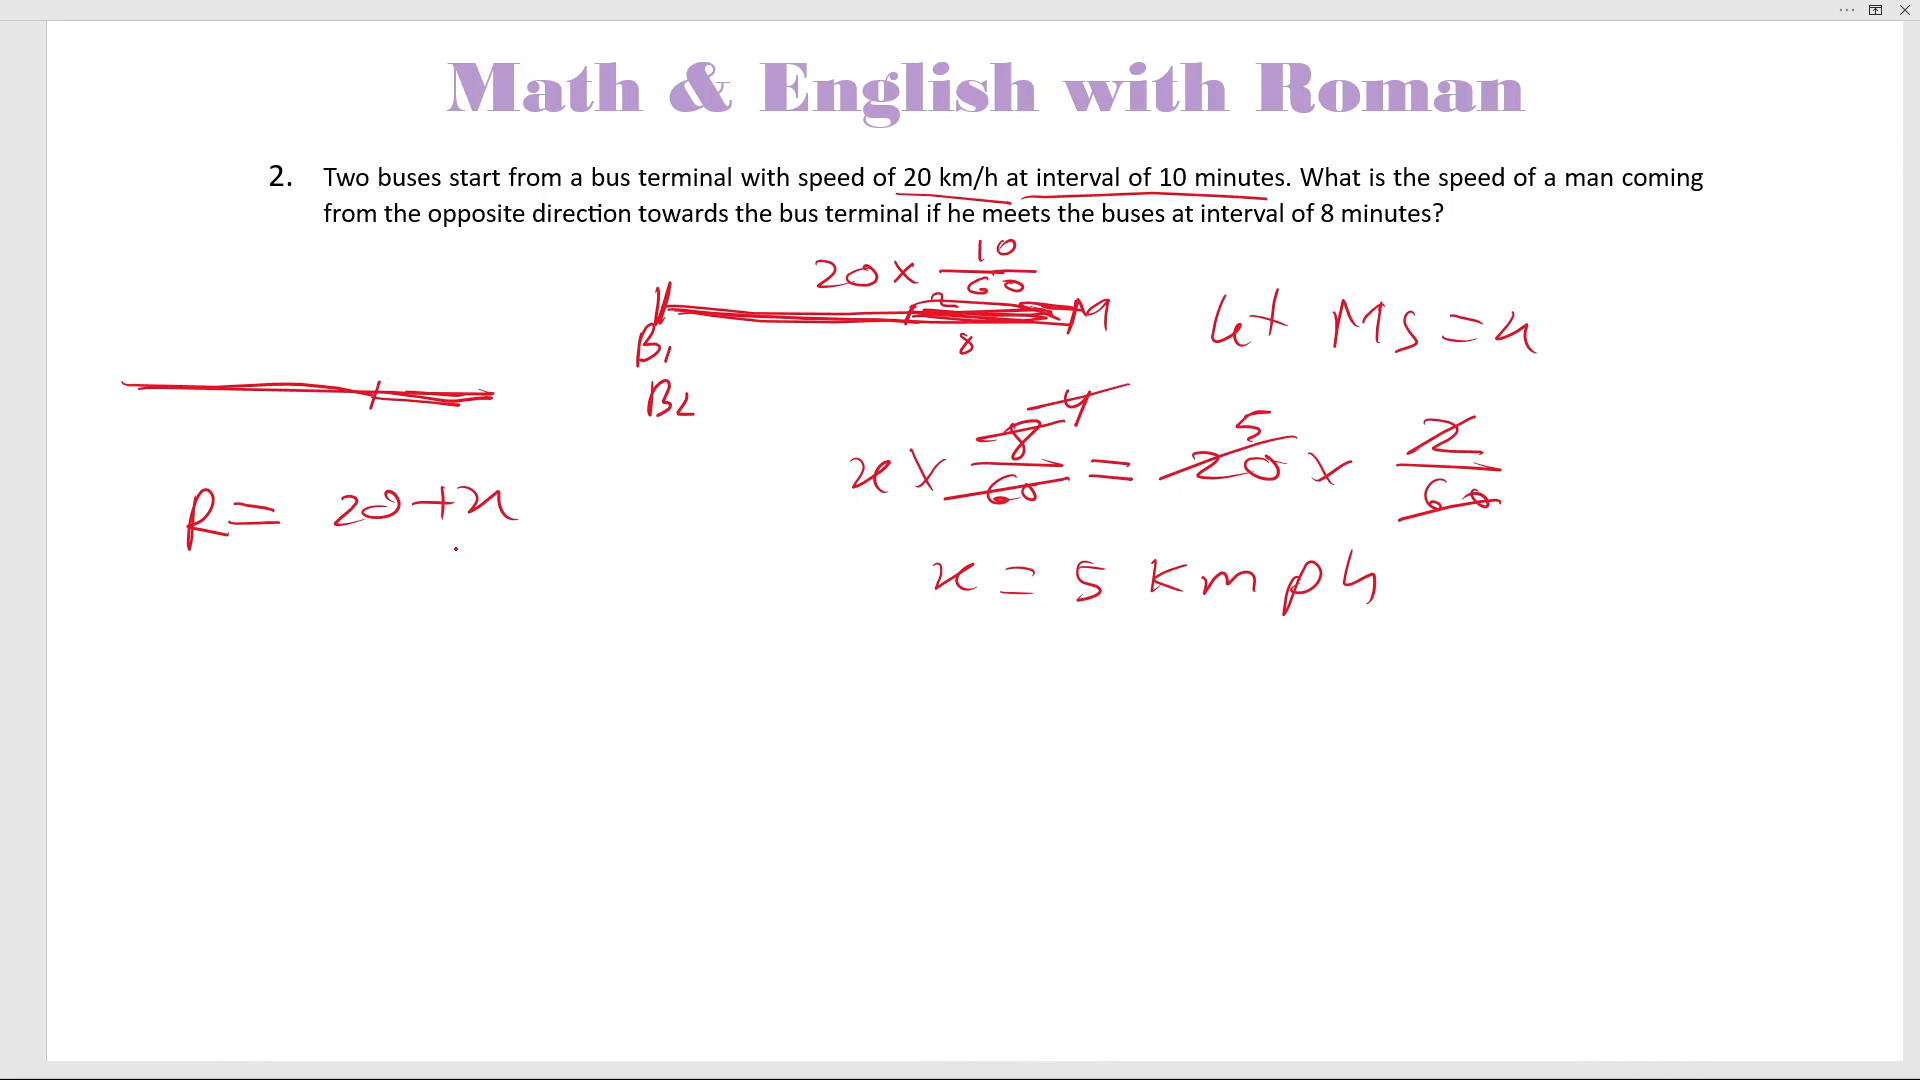 Math & English with Roman
2. Two buses start from a bus terminal with speed of 20 km/h at interval of 10 minutes. What is the speed of a man coming
from the opposite direction towards the bus terminal if he meets the buses at interval of 8 minutes?
20 × 10/60
2
M
8
B1
B2
let MS = x
x × 8/60 = 20 × 2/60
4
5
R = 20 + x
x = 5 kmph